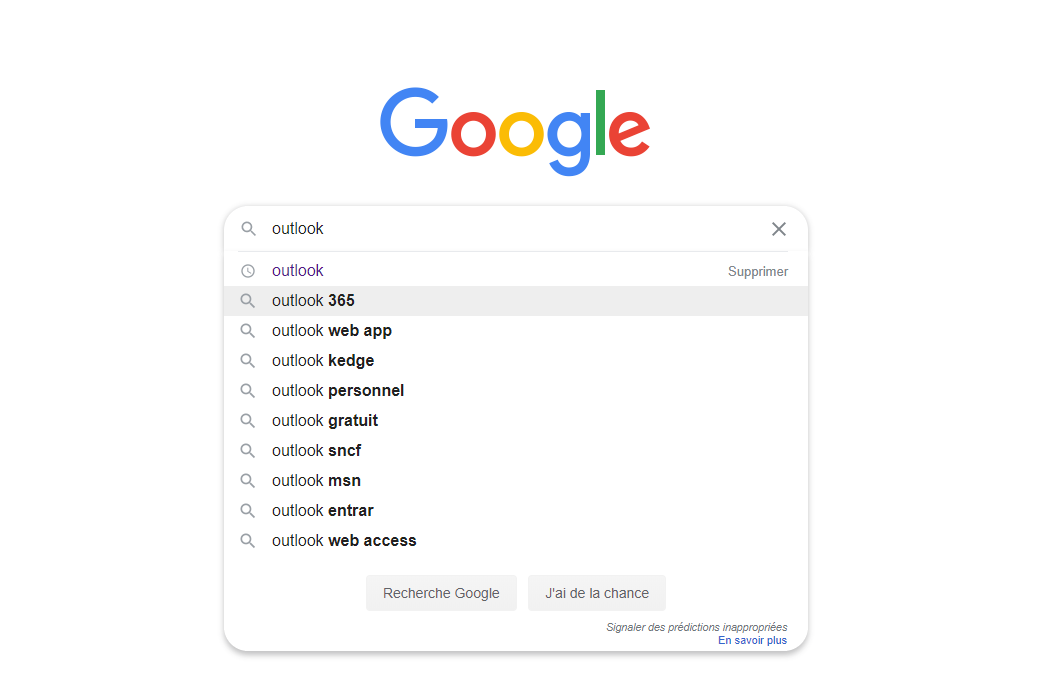 Google
outlook
outlook Supprimer
outlook 365
outlook web app
outlook kedge
outlook personnel
outlook gratuit
outlook sncf
outlook msn
outlook entrar
outlook web access
Recherche Google J'ai de la chance
Signaler des prédictions inappropriées
En savoir plus